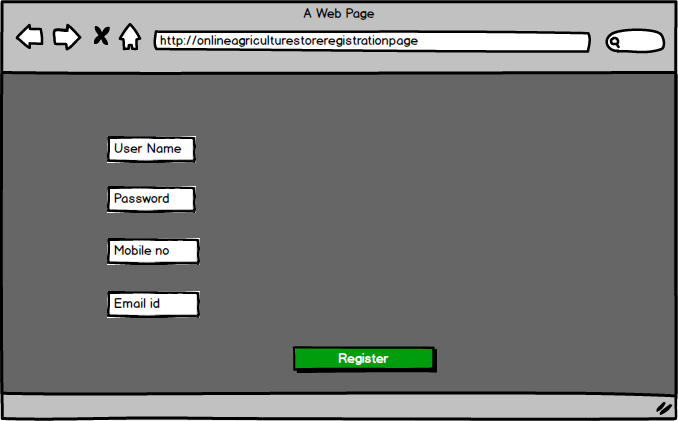 A Web Page
http://onlineagriculturestoreregistrationpage
User Name
Password
Mobile no
Email id
Register